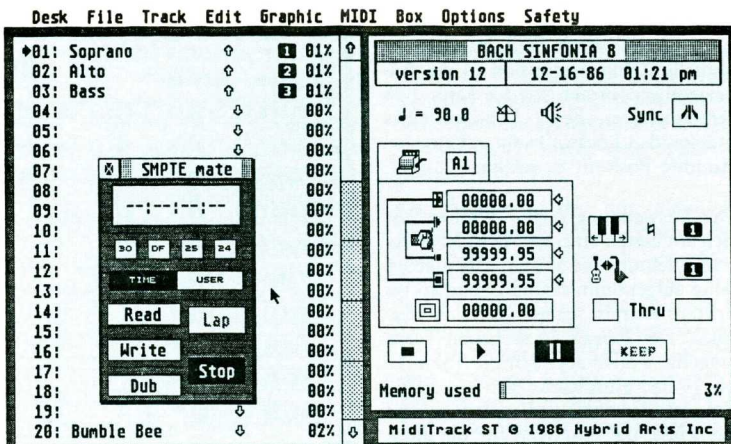 Desk File Track Edit Graphic MIDI Box Options Safety
01: Soprano 1 01%
02: Alto 2 01%
03: Bass 3 01%
04: 00%
05: 00%
06: 00%
07: 00%
08: 00%
09: 00%
10: 00%
11: 00%
12: 00%
13: 00%
14: 00%
15: 00%
16: 00%
17: 00%
18: 00%
19: 00%
20: Bumble Bee 02%
SMPTE mate
--:--:--:--
30 DF 25 24
TIME USER
Read
Lap
Write
Stop
Dub
BACH SINFONIA 8
version 12 12-16-86 01:21 pm
♩ = 90.0 Sync
A1
00000.00
00000.00
99999.95
99999.95
00000.00
♮ 1
1
Thru
KEEP
Memory used 3%
MidiTrack ST © 1986 Hybrid Arts Inc